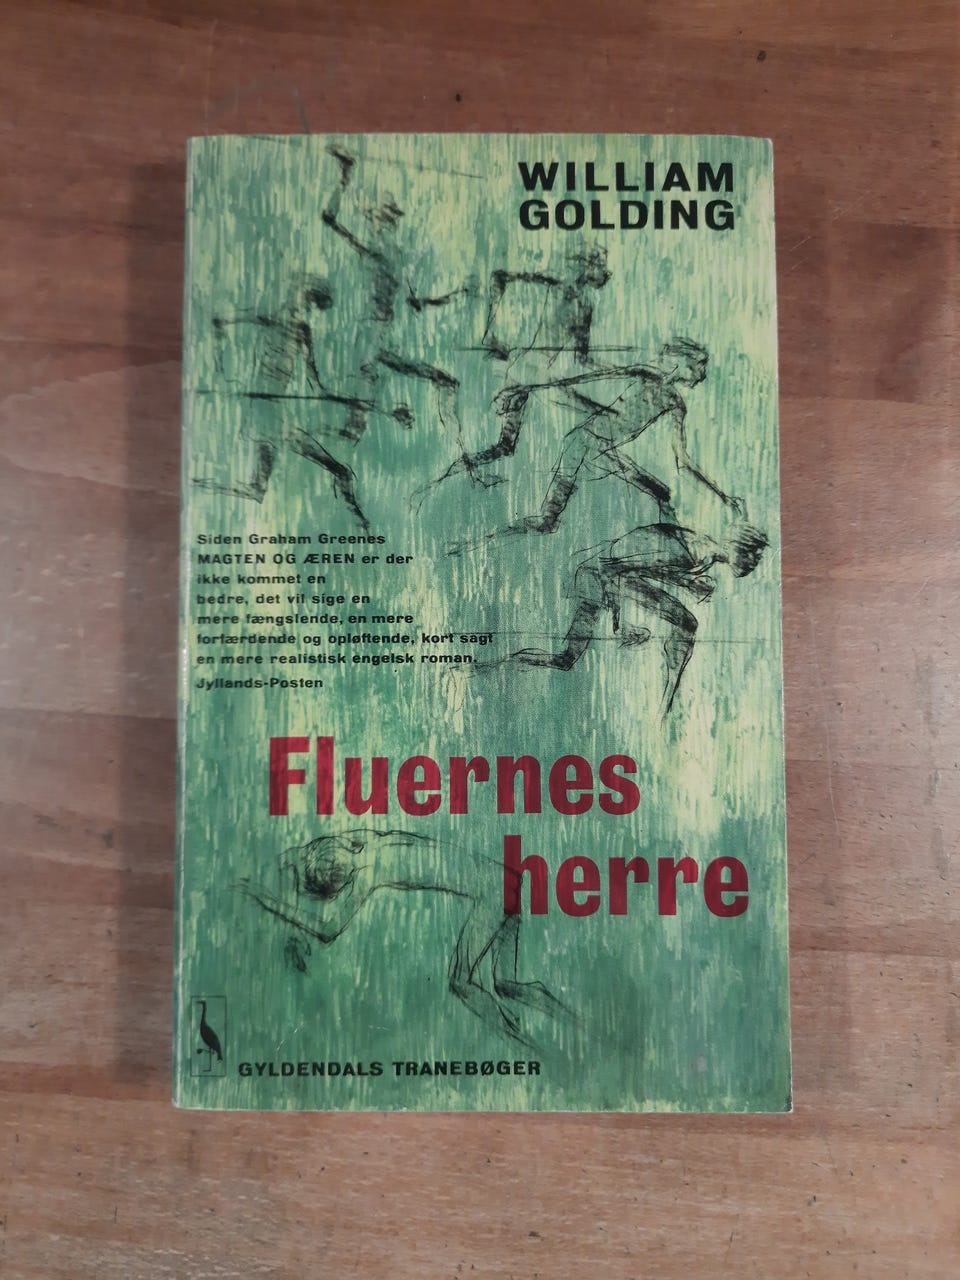 WILLIAM
GOLDING
Siden Graham Greenes
MAGTEN OG ÆREN er der
ikke kommet en
bedre, det vil sige en
mere fængslende, en mere
forfærdende og opløftende, kort sagt
en mere realistisk engelsk roman.
Jyllands-Posten
Fluernes
herre
GYLDENDALS TRANEBØGER